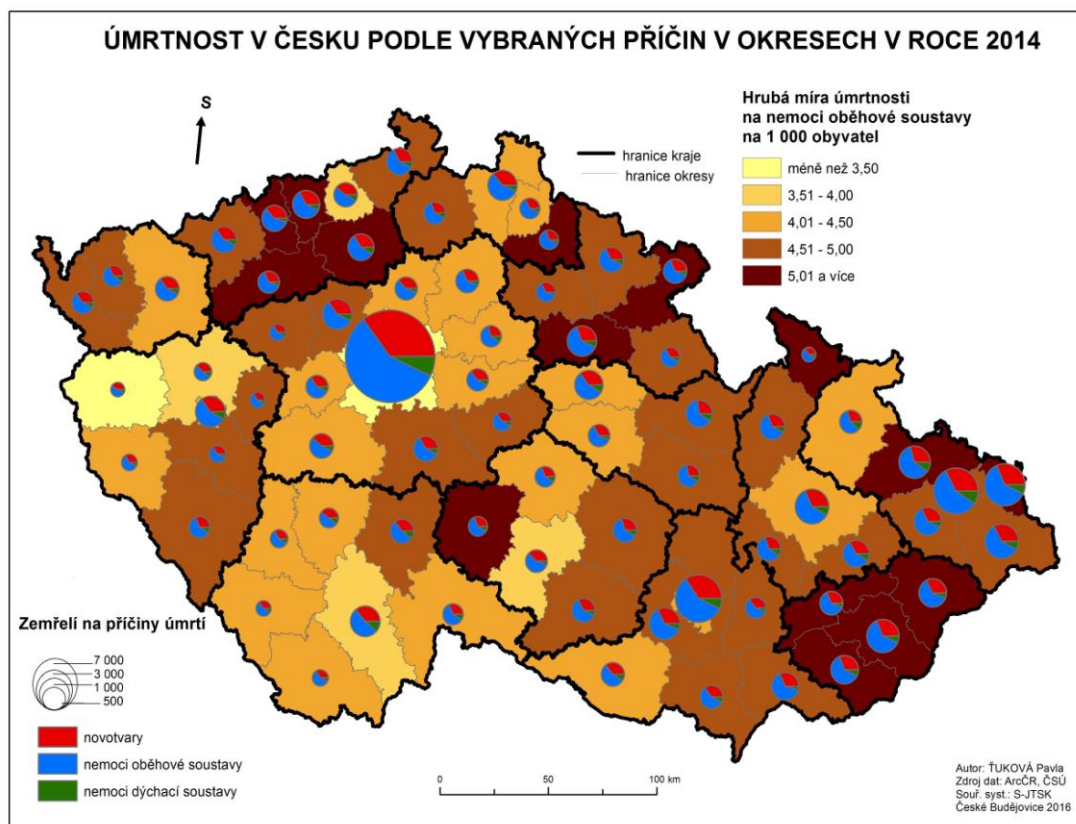 ÚMRTNOST V ČESKU PODLE VYBRANÝCH PŘÍČIN V OKRESECH V ROCE 2014
S
hranice kraje
hranice okresy
Hrubá míra úmrtnosti
na nemoci oběhové soustavy
na 1 000 obyvatel
méně než 3,50
3,51 - 4,00
4,01 - 4,50
4,51 - 5,00
5,01 a více
Zemřelí na příčiny úmrtí
7 000
3 000
1 000
500
novotvary
nemoci oběhové soustavy
nemoci dýchací soustavy
0 50 100 km
Autor: ŤUKOVÁ Pavla
Zdroj dat: ArcČR, ČSÚ
Souř. syst.: S-JTSK
České Budějovice 2016